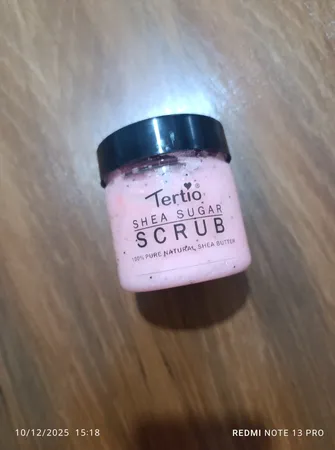 Tertio®
SHEA SUGAR
SCRUB
100% PURE NATURAL SHEA BUTTER
10/12/2025 15:18
REDMI NOTE 13 PRO